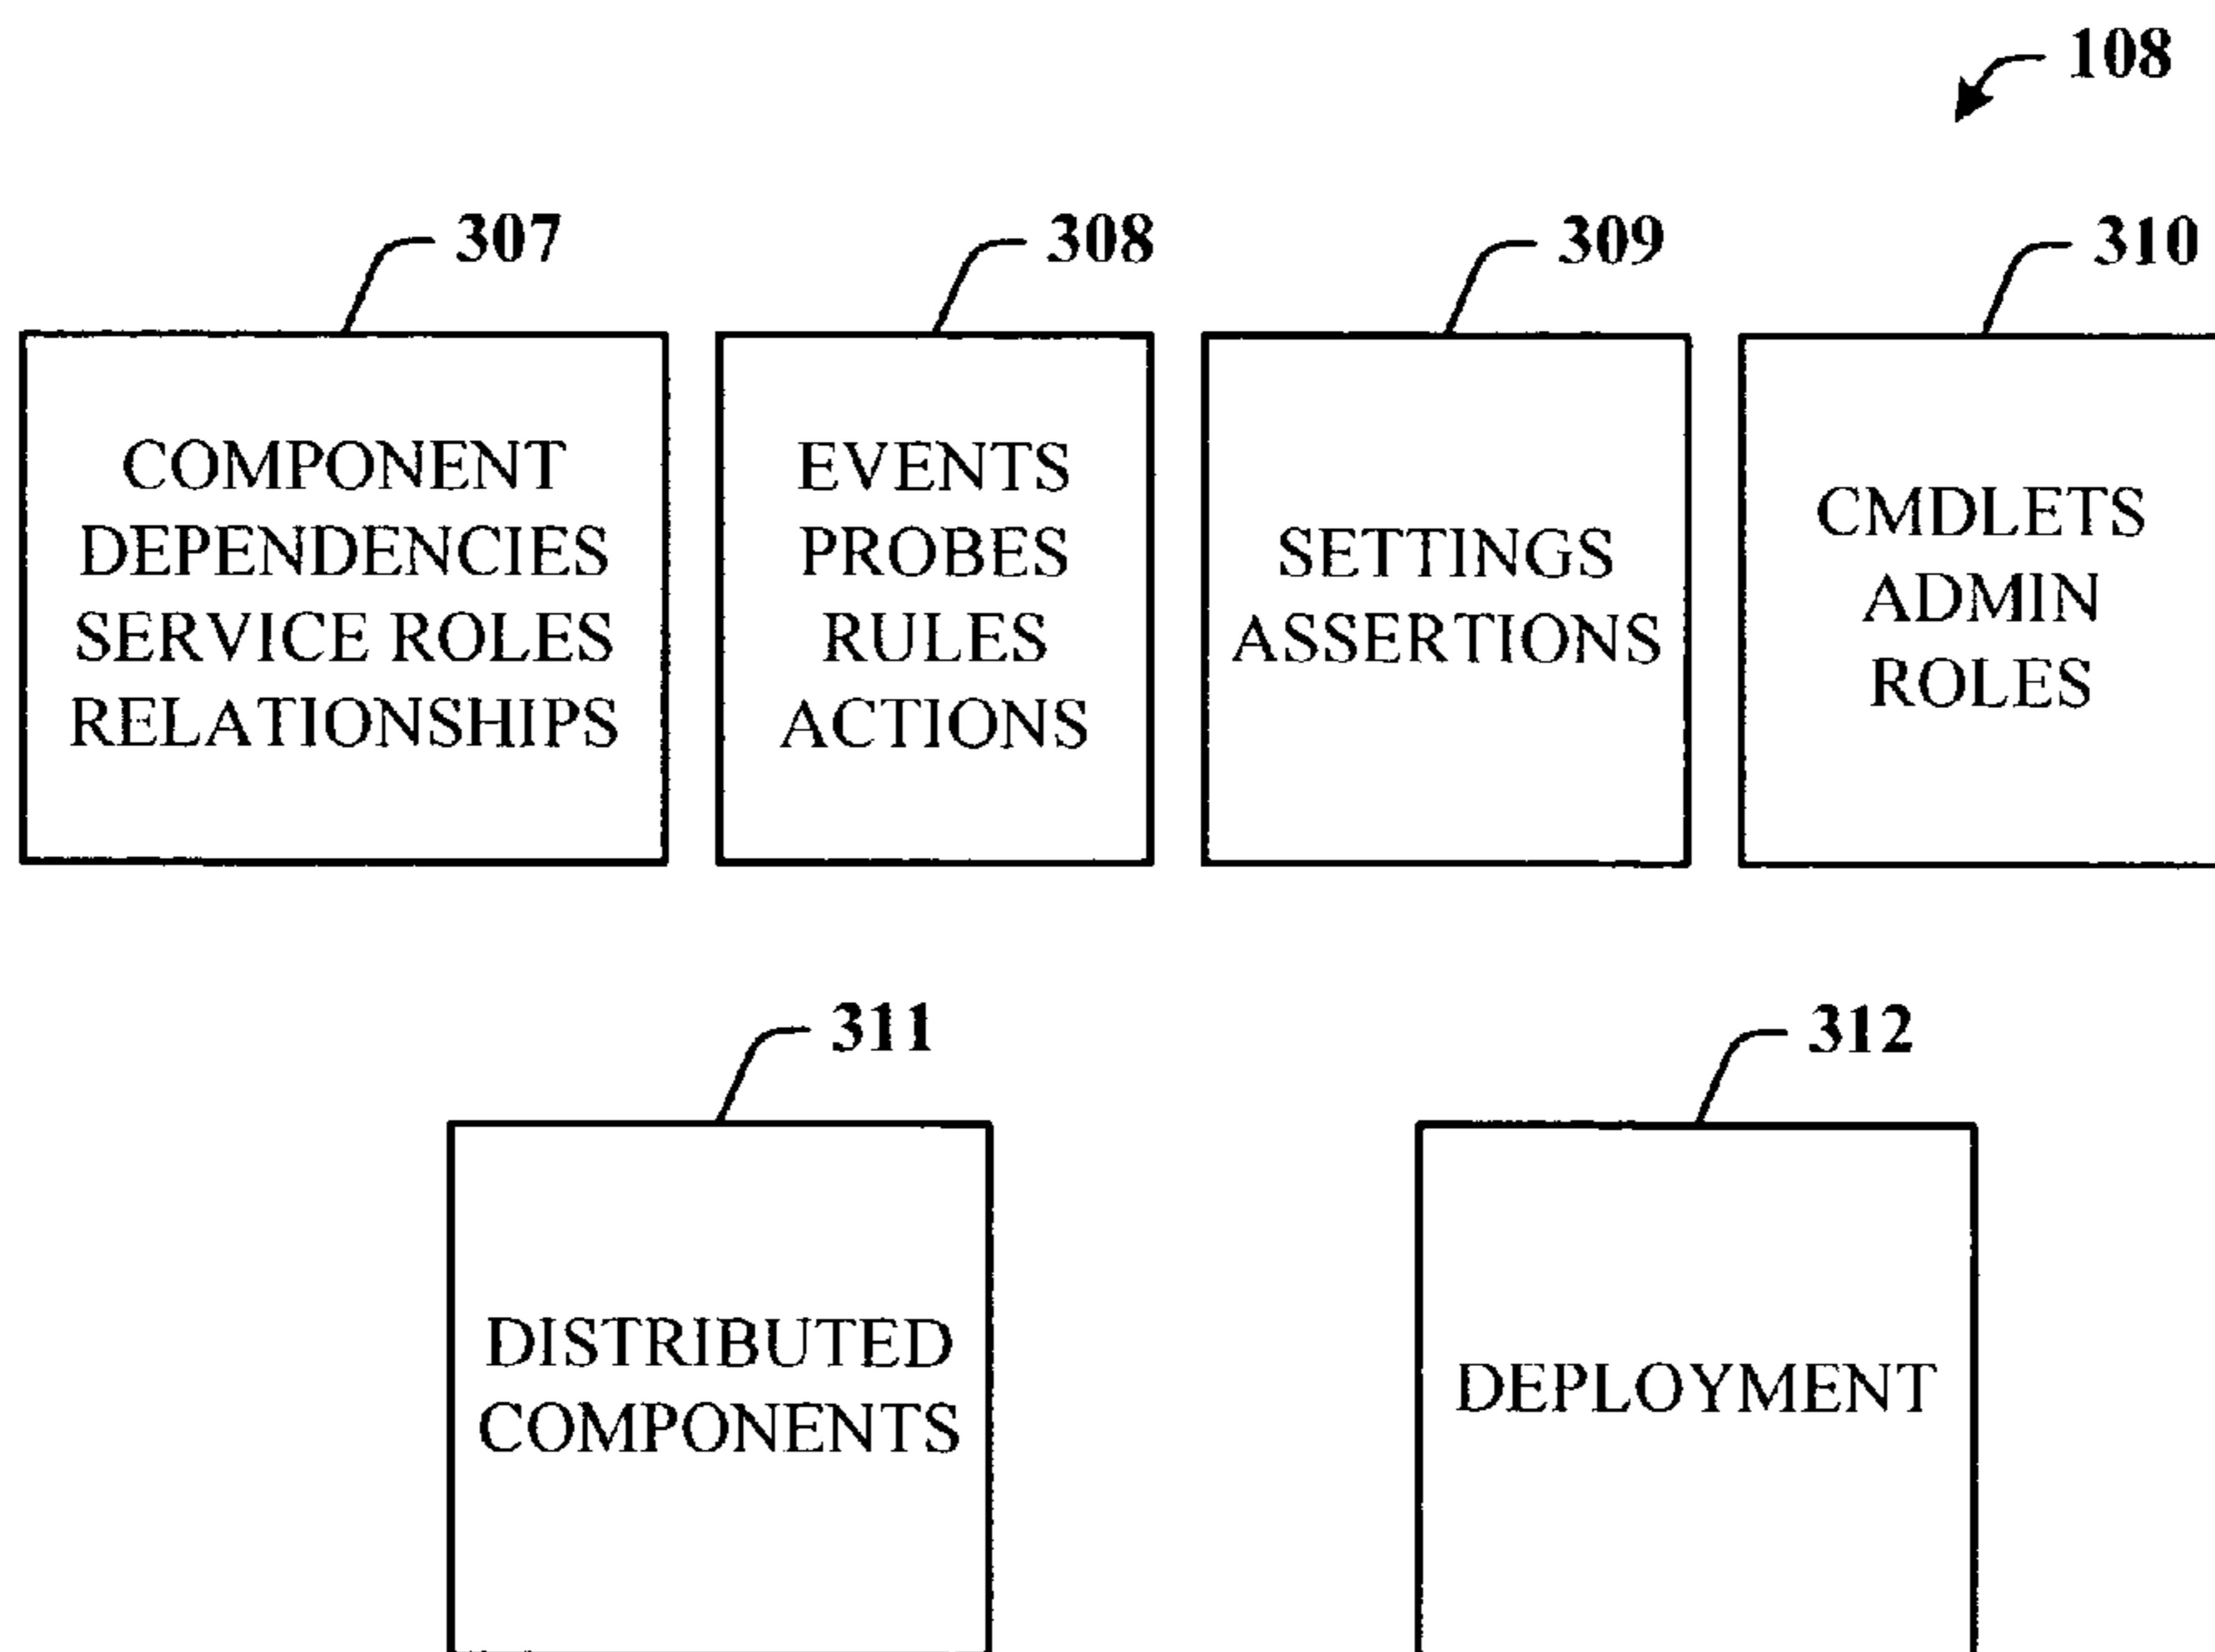 108
307
308
309
310
COMPONENT
DEPENDENCIES
SERVICE ROLES
RELATIONSHIPS
EVENTS
PROBES
RULES
ACTIONS
SETTINGS
ASSERTIONS
CMDLETS
ADMIN
ROLES
311
312
DISTRIBUTED
COMPONENTS
DEPLOYMENT